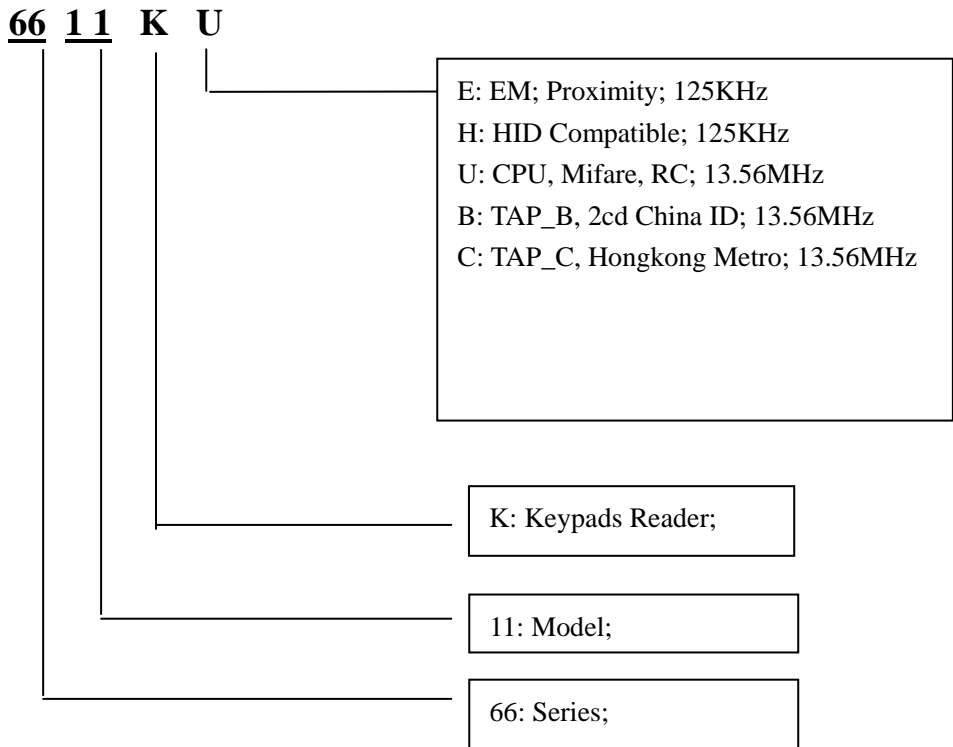 66 1 1 K U
E: EM; Proximity; 125KHz
H: HID Compatible; 125KHz
U: CPU, Mifare, RC; 13.56MHz
B: TAP_B, 2cd China ID; 13.56MHz
C: TAP_C, Hongkong Metro; 13.56MHz
K: Keypads Reader;
11: Model;
66: Series;